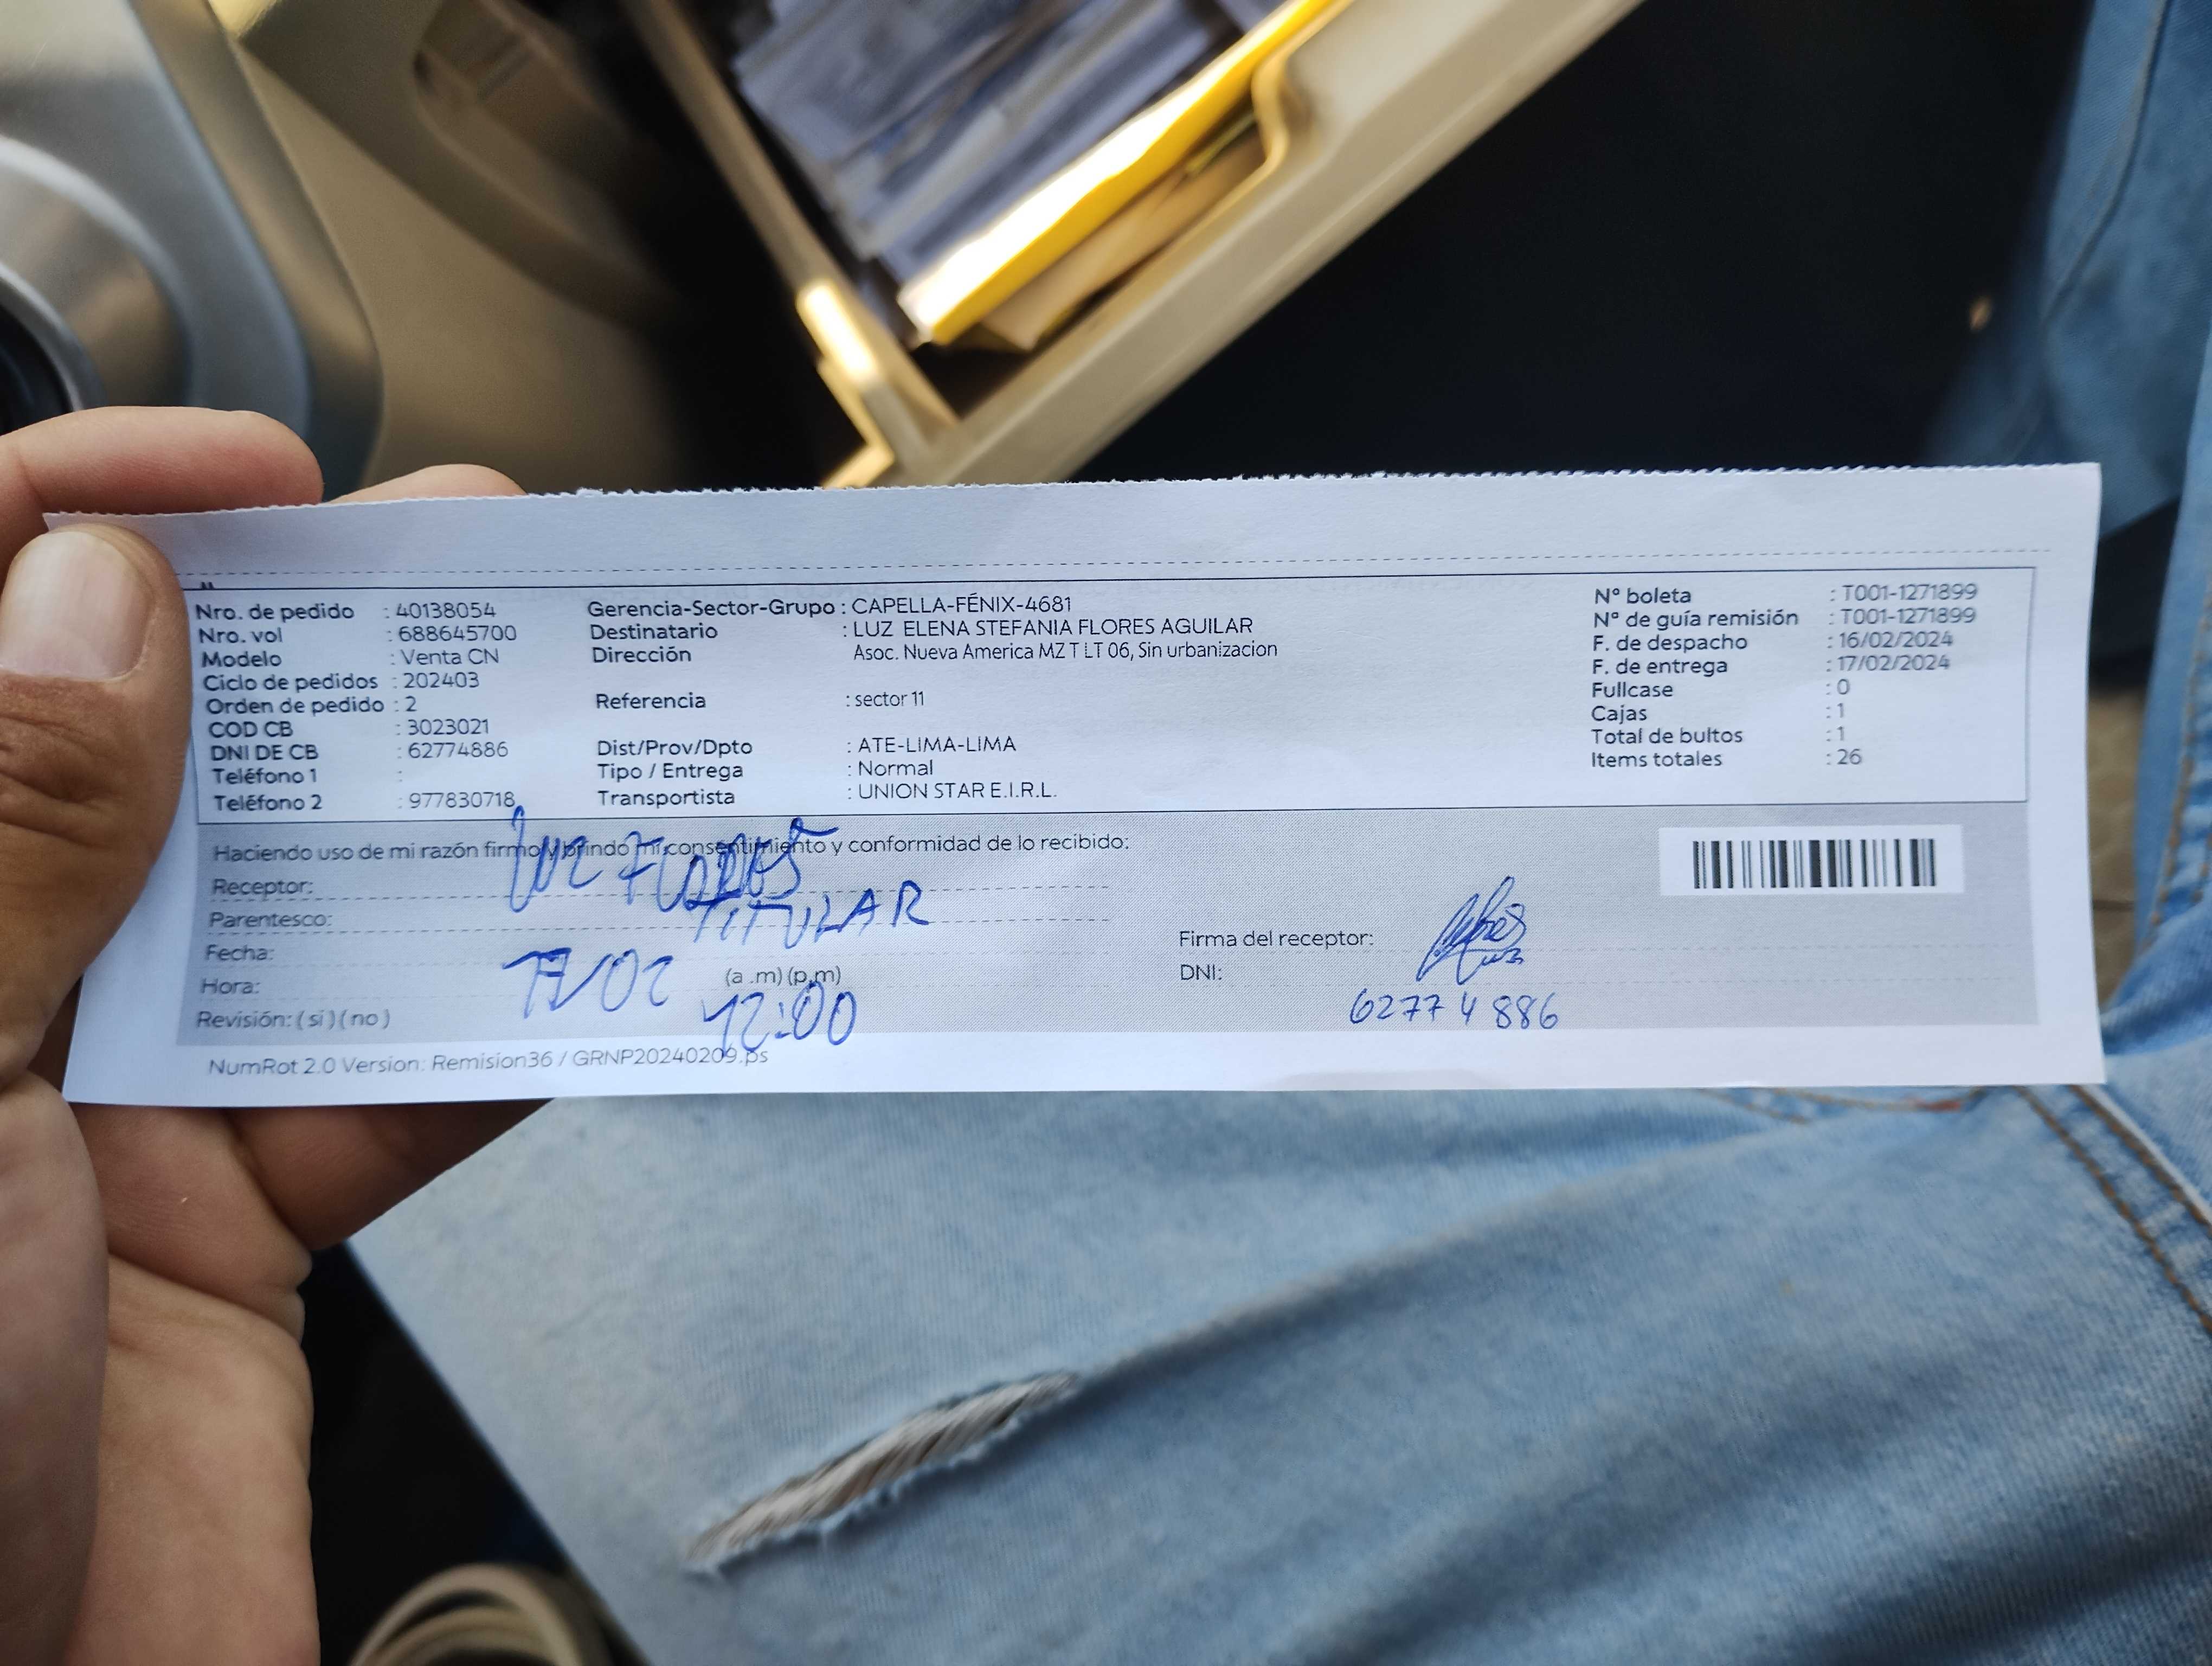 Nro. de pedido : 40138054
Nro. vol : 688645700
Modelo : Venta CN
Ciclo de pedidos : 202403
Orden de pedido : 2
COD CB : 3023021
DNI DE CB : 62774886
Teléfono 1 :
Teléfono 2 : 977830718
Gerencia-Sector-Grupo : CAPELLA-FÉNIX-4681
Destinatario : LUZ ELENA STEFANIA FLORES AGUILAR
Dirección Asoc. Nueva America MZ T LT 06, Sin urbanizacion
Referencia : sector 11
Dist/Prov/Dpto : ATE-LIMA-LIMA
Tipo / Entrega : Normal
Transportista : UNION STAR E.I.R.L.
Nº boleta : T001-1271899
Nº de guía remisión : T001-1271899
F. de despacho : 16/02/2024
F. de entrega : 17/02/2024
Fullcase : 0
Cajas : 1
Total de bultos : 1
Items totales : 26
Haciendo uso de mi razón firmo y brindo mi consentimiento y conformidad de lo recibido:
Receptor: LUZ FLORES
Parentesco: TITULAR
Fecha: 17/02
Hora: 12:00 (a .m) (p.m)
Revisión: ( si ) ( no )
Firma del receptor:
DNI: 62774886
NumRot 2.0 Version: Remision36 / GRNP20240209.ps